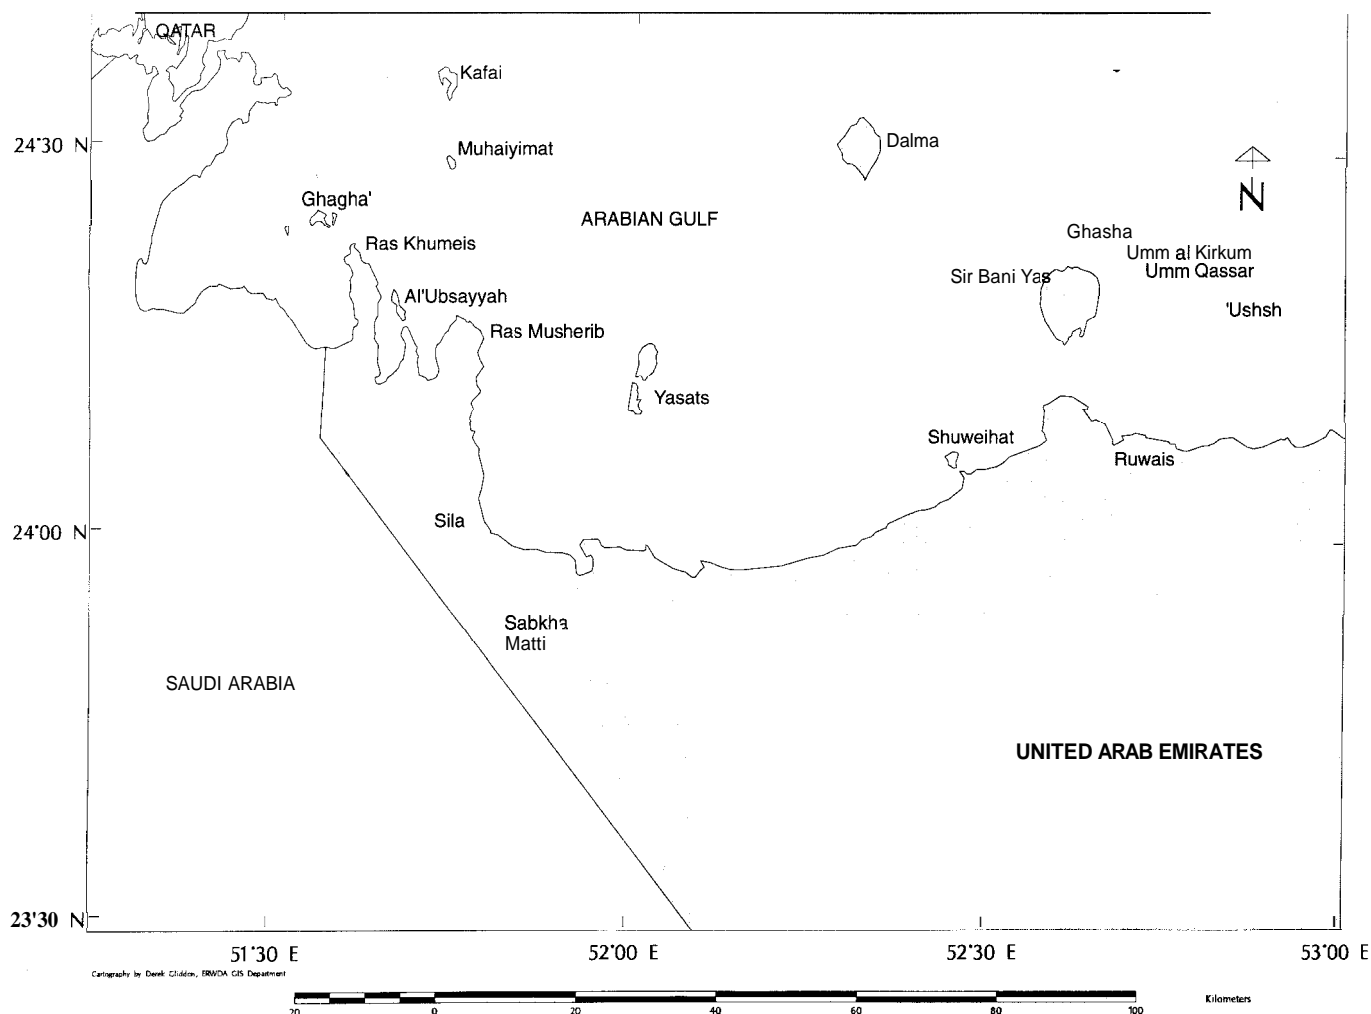 QATAR
Kafai
24°30 N
Dalma
Muhaiyimat
N
Ghagha'
ARABIAN GULF
Ghasha
Ras Khumeis
Umm al Kirkum
Umm Qassar
Sir Bani Yas
Al'Ubsayyah
'Ushsh
Ras Musherib
Yasats
Shuweihat
Ruwais
Sila
24°00 N
Sabkha
Matti
SAUDI ARABIA
UNITED ARAB EMIRATES
23'30 N
51°30 E
52°00 E
52°30 E
53°00 E
Cartography by Derek Gliddon, ERWDA GIS Department
Kilometers
20 0 20 40 60 80 100